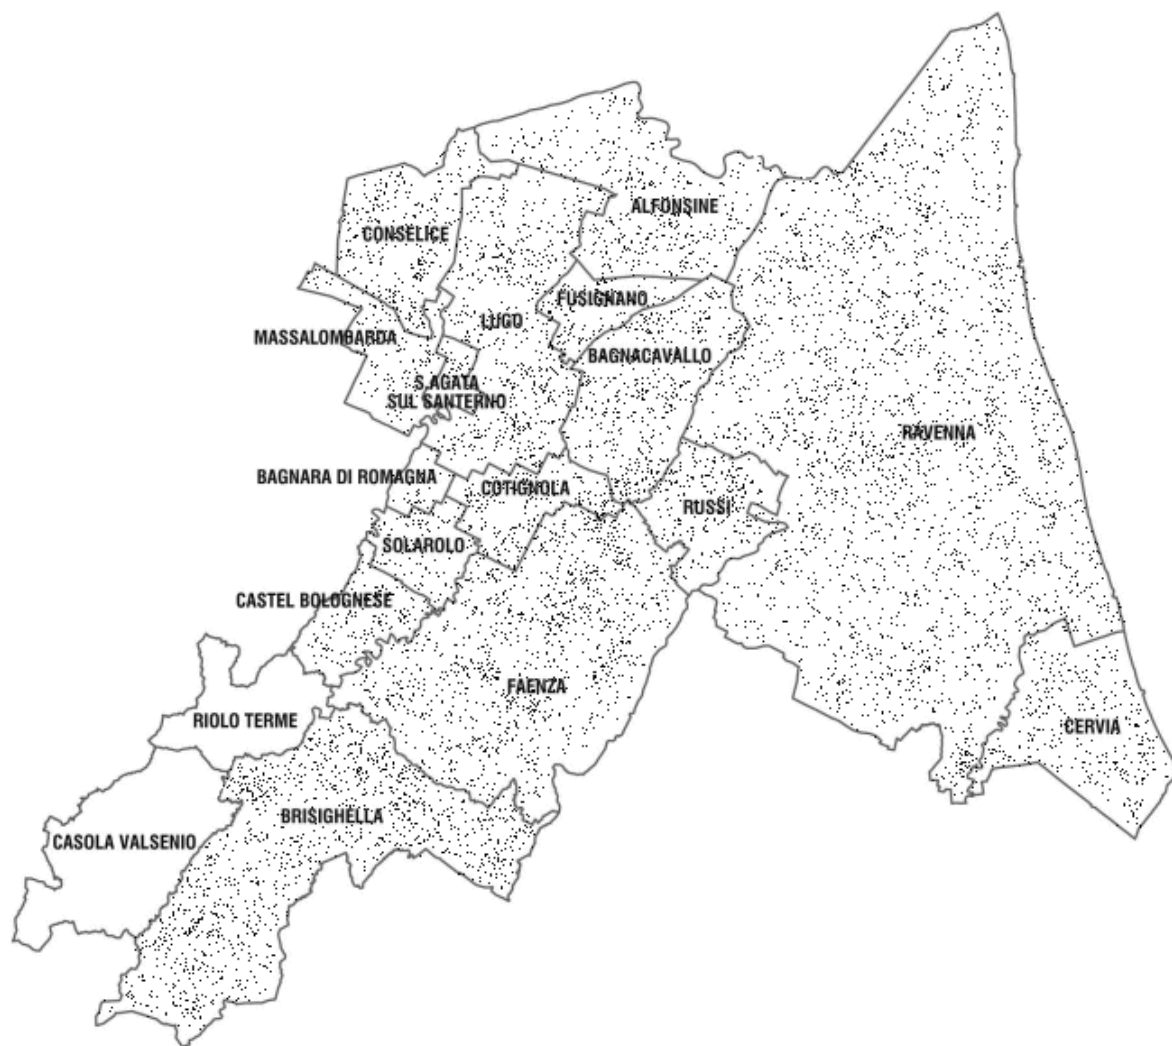 ALFONSINE
CONSELICE
FUSIGNANO
LUGO
MASSALOMBARDA
BAGNACAVALLO
S.AGATA
SUL SANTERNO
RAVENNA
BAGNARA DI ROMAGNA
COTIGNOLA
RUSSI
SOLAROLO
CASTEL BOLOGNESE
FAENZA
RIOLO TERME
CERVIA
BRISIGHELLA
CASOLA VALSENIO